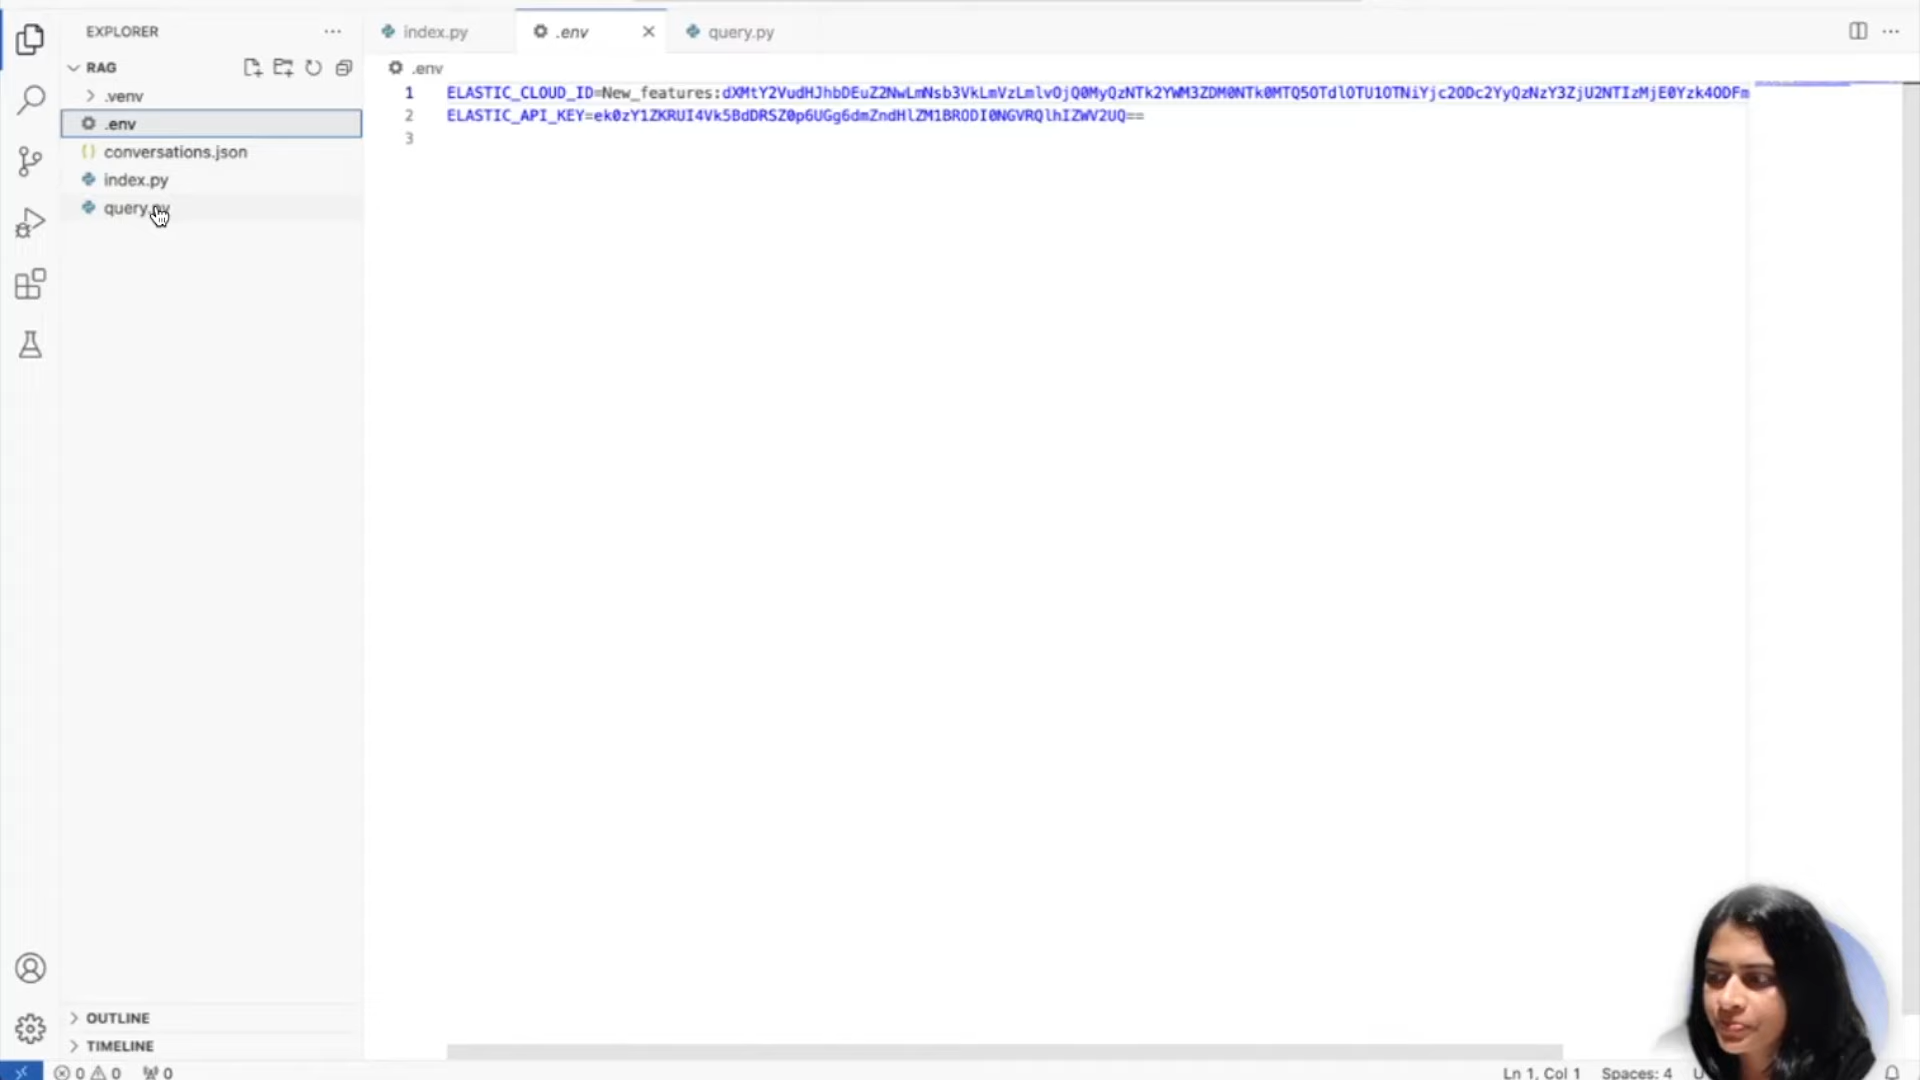 EXPLORER
RAG
.venv
.env
conversations.json
index.py
query
OUTLINE
TIMELINE
index.py
.env
query.py
.env
1 ELASTIC_CLOUD_ID=New_features:
2 ELASTIC_API_KEY=
3
0 0 0
Ln 1, Col 1 Spaces: 4